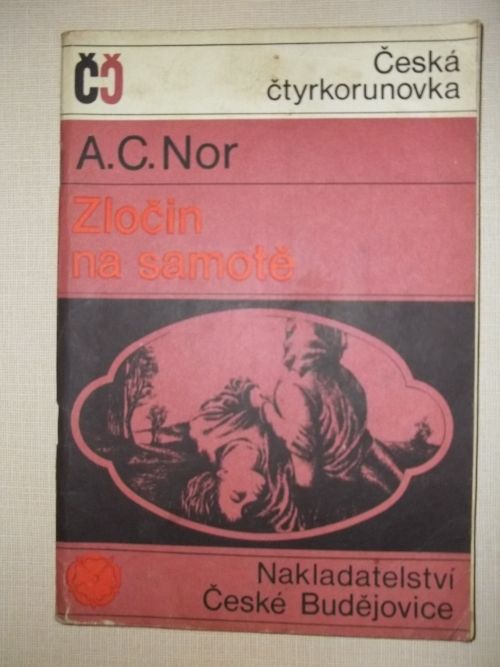 ČČ
Česká
čtyrkorunovka
A.C.Nor
Zločin
na samotě
Nakladatelství
České Budějovice